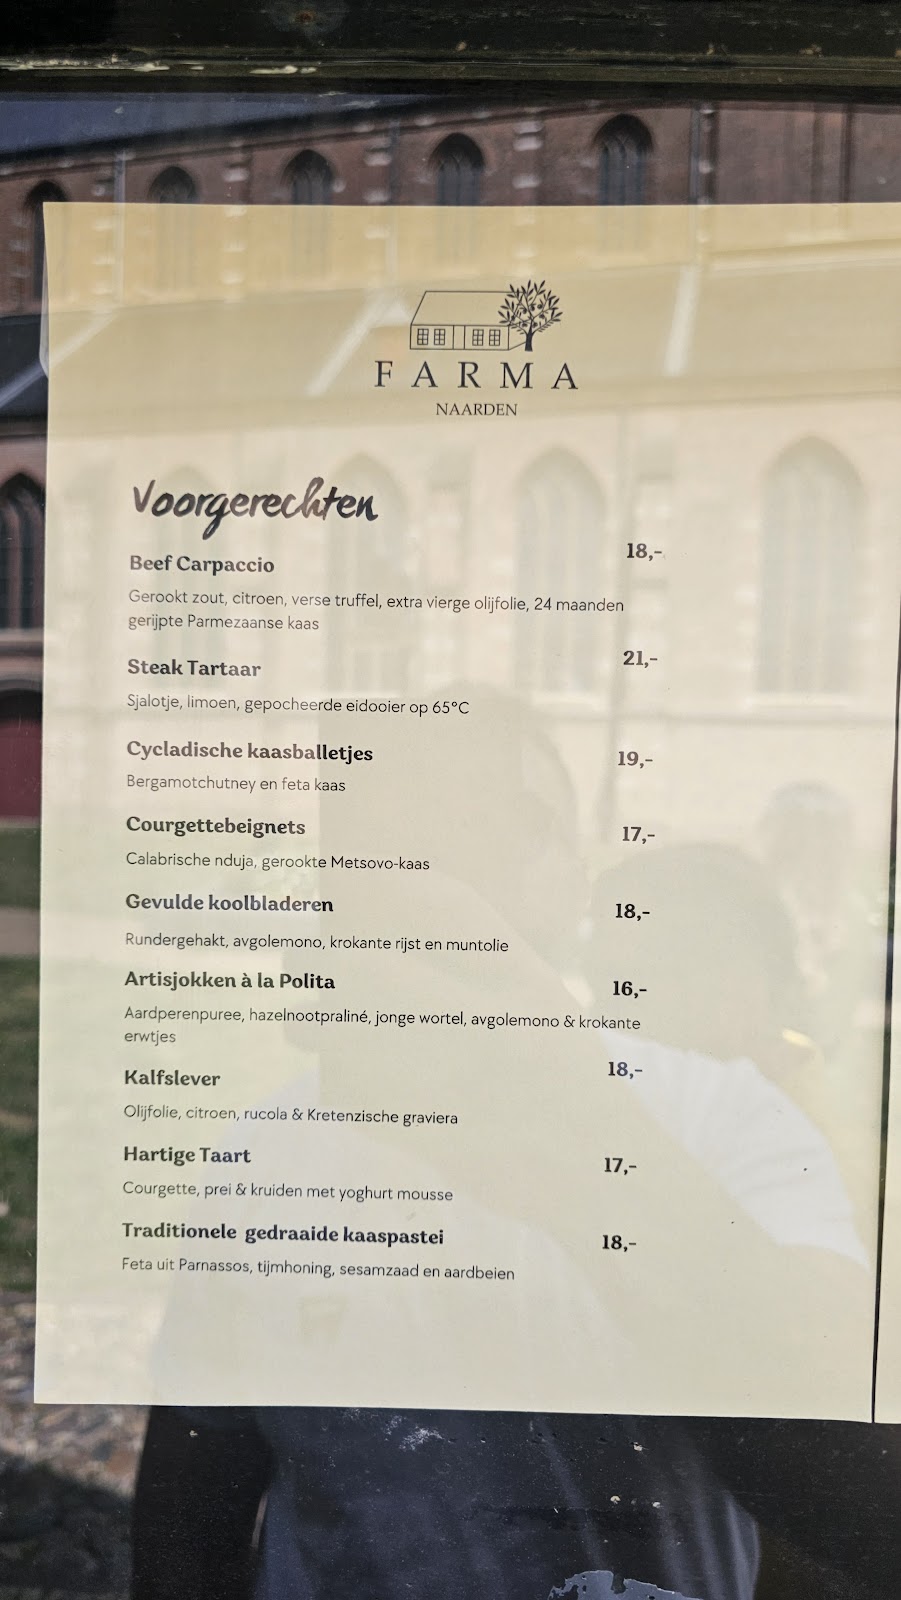 FARMA
NAARDEN
Voorgerechten
Beef Carpaccio 18,-
Gerookt zout, citroen, verse truffel, extra vierge olijfolie, 24 maanden
gerijpte Parmezaanse kaas
Steak Tartaar 21,-
Sjalotje, limoen, gepocheerde eidooier op 65°C
Cycladische kaasballetjes 19,-
Bergamotchutney en feta kaas
Courgettebeignets 17,-
Calabrische nduja, gerookte Metsovo-kaas
Gevulde koolbladeren 18,-
Rundergehakt, avgolemono, krokante rijst en muntolie
Artisjokken à la Polita 16,-
Aardperenpuree, hazelnootpraliné, jonge wortel, avgolemono & krokante
erwtjes
Kalfslever 18,-
Olijfolie, citroen, rucola & Kretenzische graviera
Hartige Taart 17,-
Courgette, prei & kruiden met yoghurt mousse
Traditionele gedraaide kaaspastei 18,-
Feta uit Parnassos, tijmhoning, sesamzaad en aardbeien